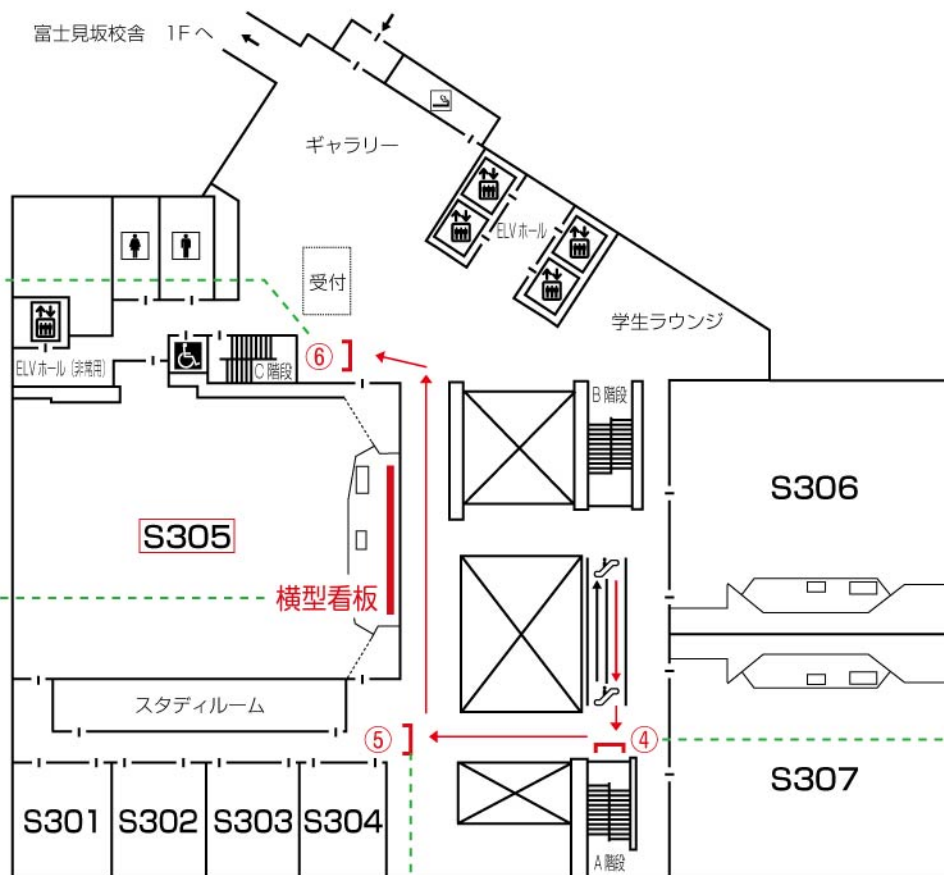 富士見坂校舎　1Fへ
ギャラリー
ELVホール
受付
学生ラウンジ
⑥
C階段
ELVホール（非常用）
B階段
S306
S305
横型看板
スタディルーム
⑤
④
S307
S301
S302
S303
S304
A階段